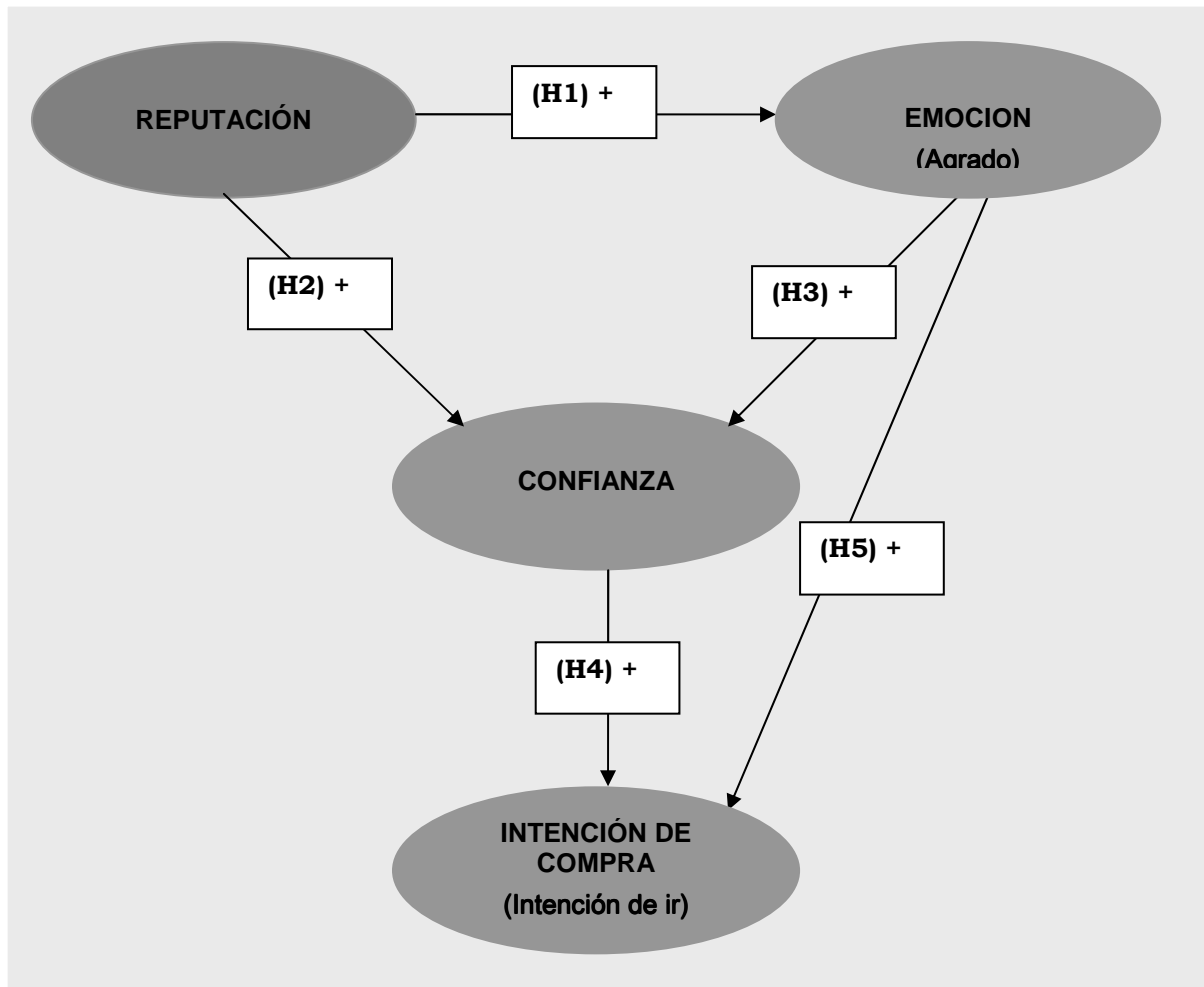 REPUTACIÓN
(H1) +
EMOCION
(Agrado)
(H2) +
(H3) +
CONFIANZA
(H5) +
(H4) +
INTENCIÓN DE
COMPRA
(Intención de ir)